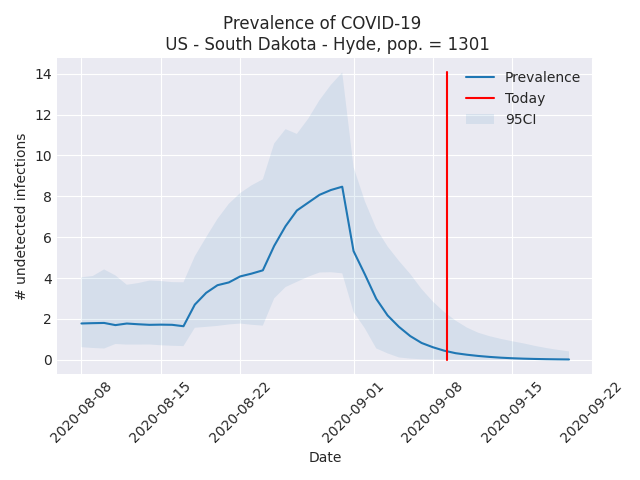 Prevalence of COVID-19
US - South Dakota - Hyde, pop. = 1301
# undetected infections
14
12
10
8
6
4
2
0
Prevalence
Today
95CI
2020-08-08
2020-08-15
2020-08-22
2020-09-01
2020-09-08
2020-09-15
2020-09-22
Date